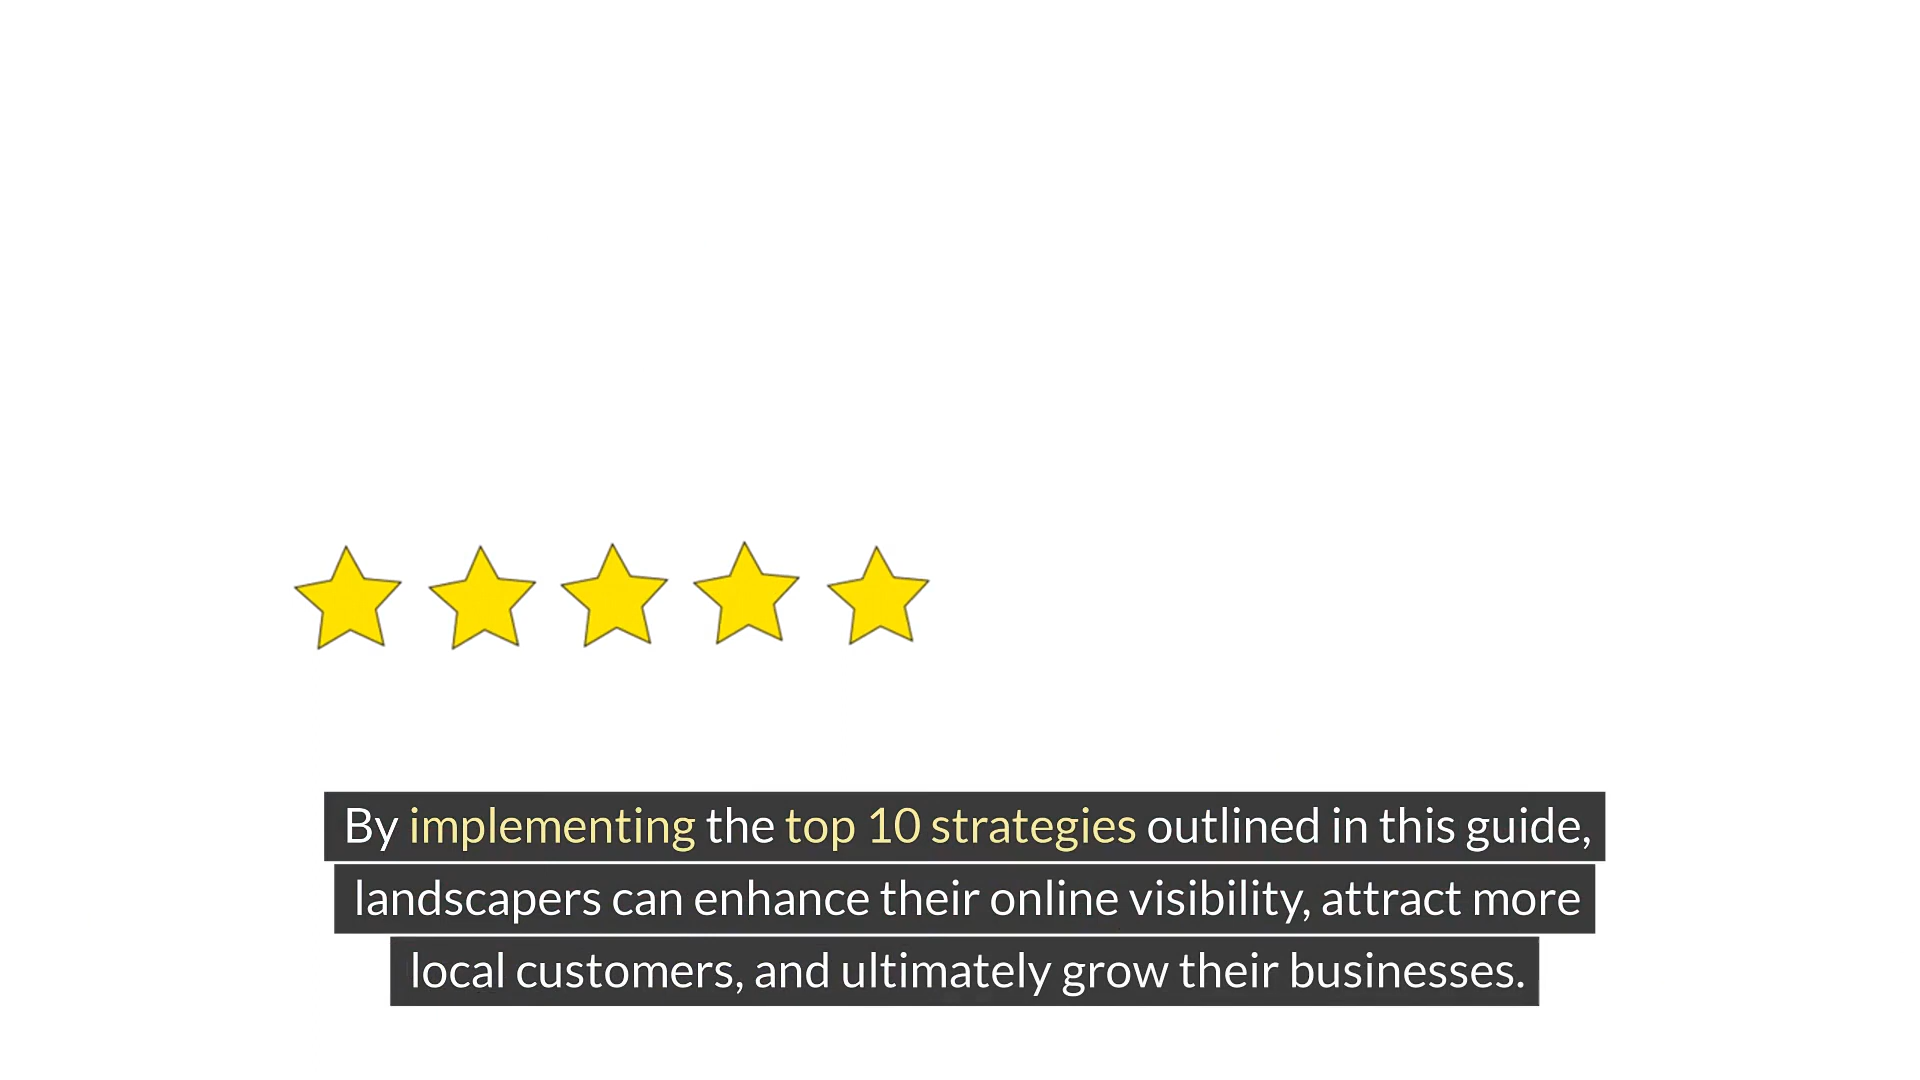 By implementing the top 10 strategies outlined in this guide,
landscapers can enhance their online visibility, attract more
local customers, and ultimately grow their businesses.